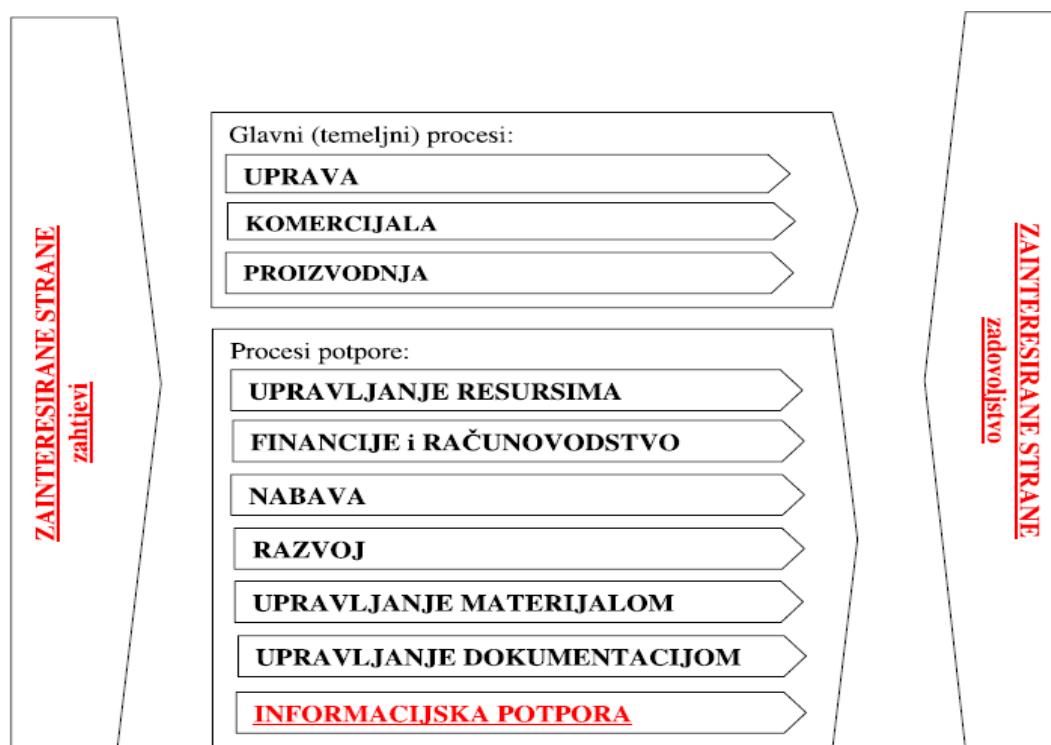 ZAINTERESIRANE STRANE
zahtjevi
Glavni (temeljni) procesi:
UPRAVA
KOMERCIJALA
PROIZVODNJA
Procesi potpore:
UPRAVLJANJE RESURSIMA
FINANCIJE i RAČUNOVODSTVO
NABAVA
RAZVOJ
UPRAVLJANJE MATERIJALOM
UPRAVLJANJE DOKUMENTACIJOM
INFORMACIJSKA POTPORA
ZAINTERESIRANE STRANE
zadovoljstvo